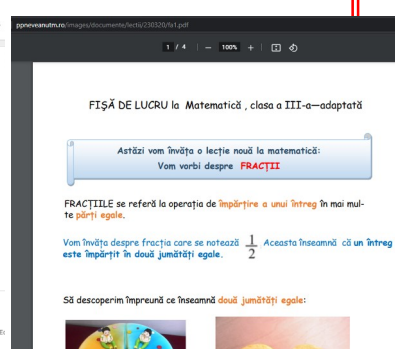 ppneveanutm.ro/images/documente/lectii/230320/fa1.pdf
1 / 4 | − 100% +
FIȘĂ DE LUCRU la Matematică , clasa a III-a—adaptată
Astăzi vom învăța o lecție nouă la matematică:
Vom vorbi despre FRACȚII
FRACȚIILE se referă la operația de împărțire a unui întreg în mai mul-
te părți egale.
Vom învăța despre fracția care se notează 1/2 Aceasta înseamnă că un întreg
este împărțit în două jumătăți egale.
Să descoperim împreună ce înseamnă două jumătăți egale: